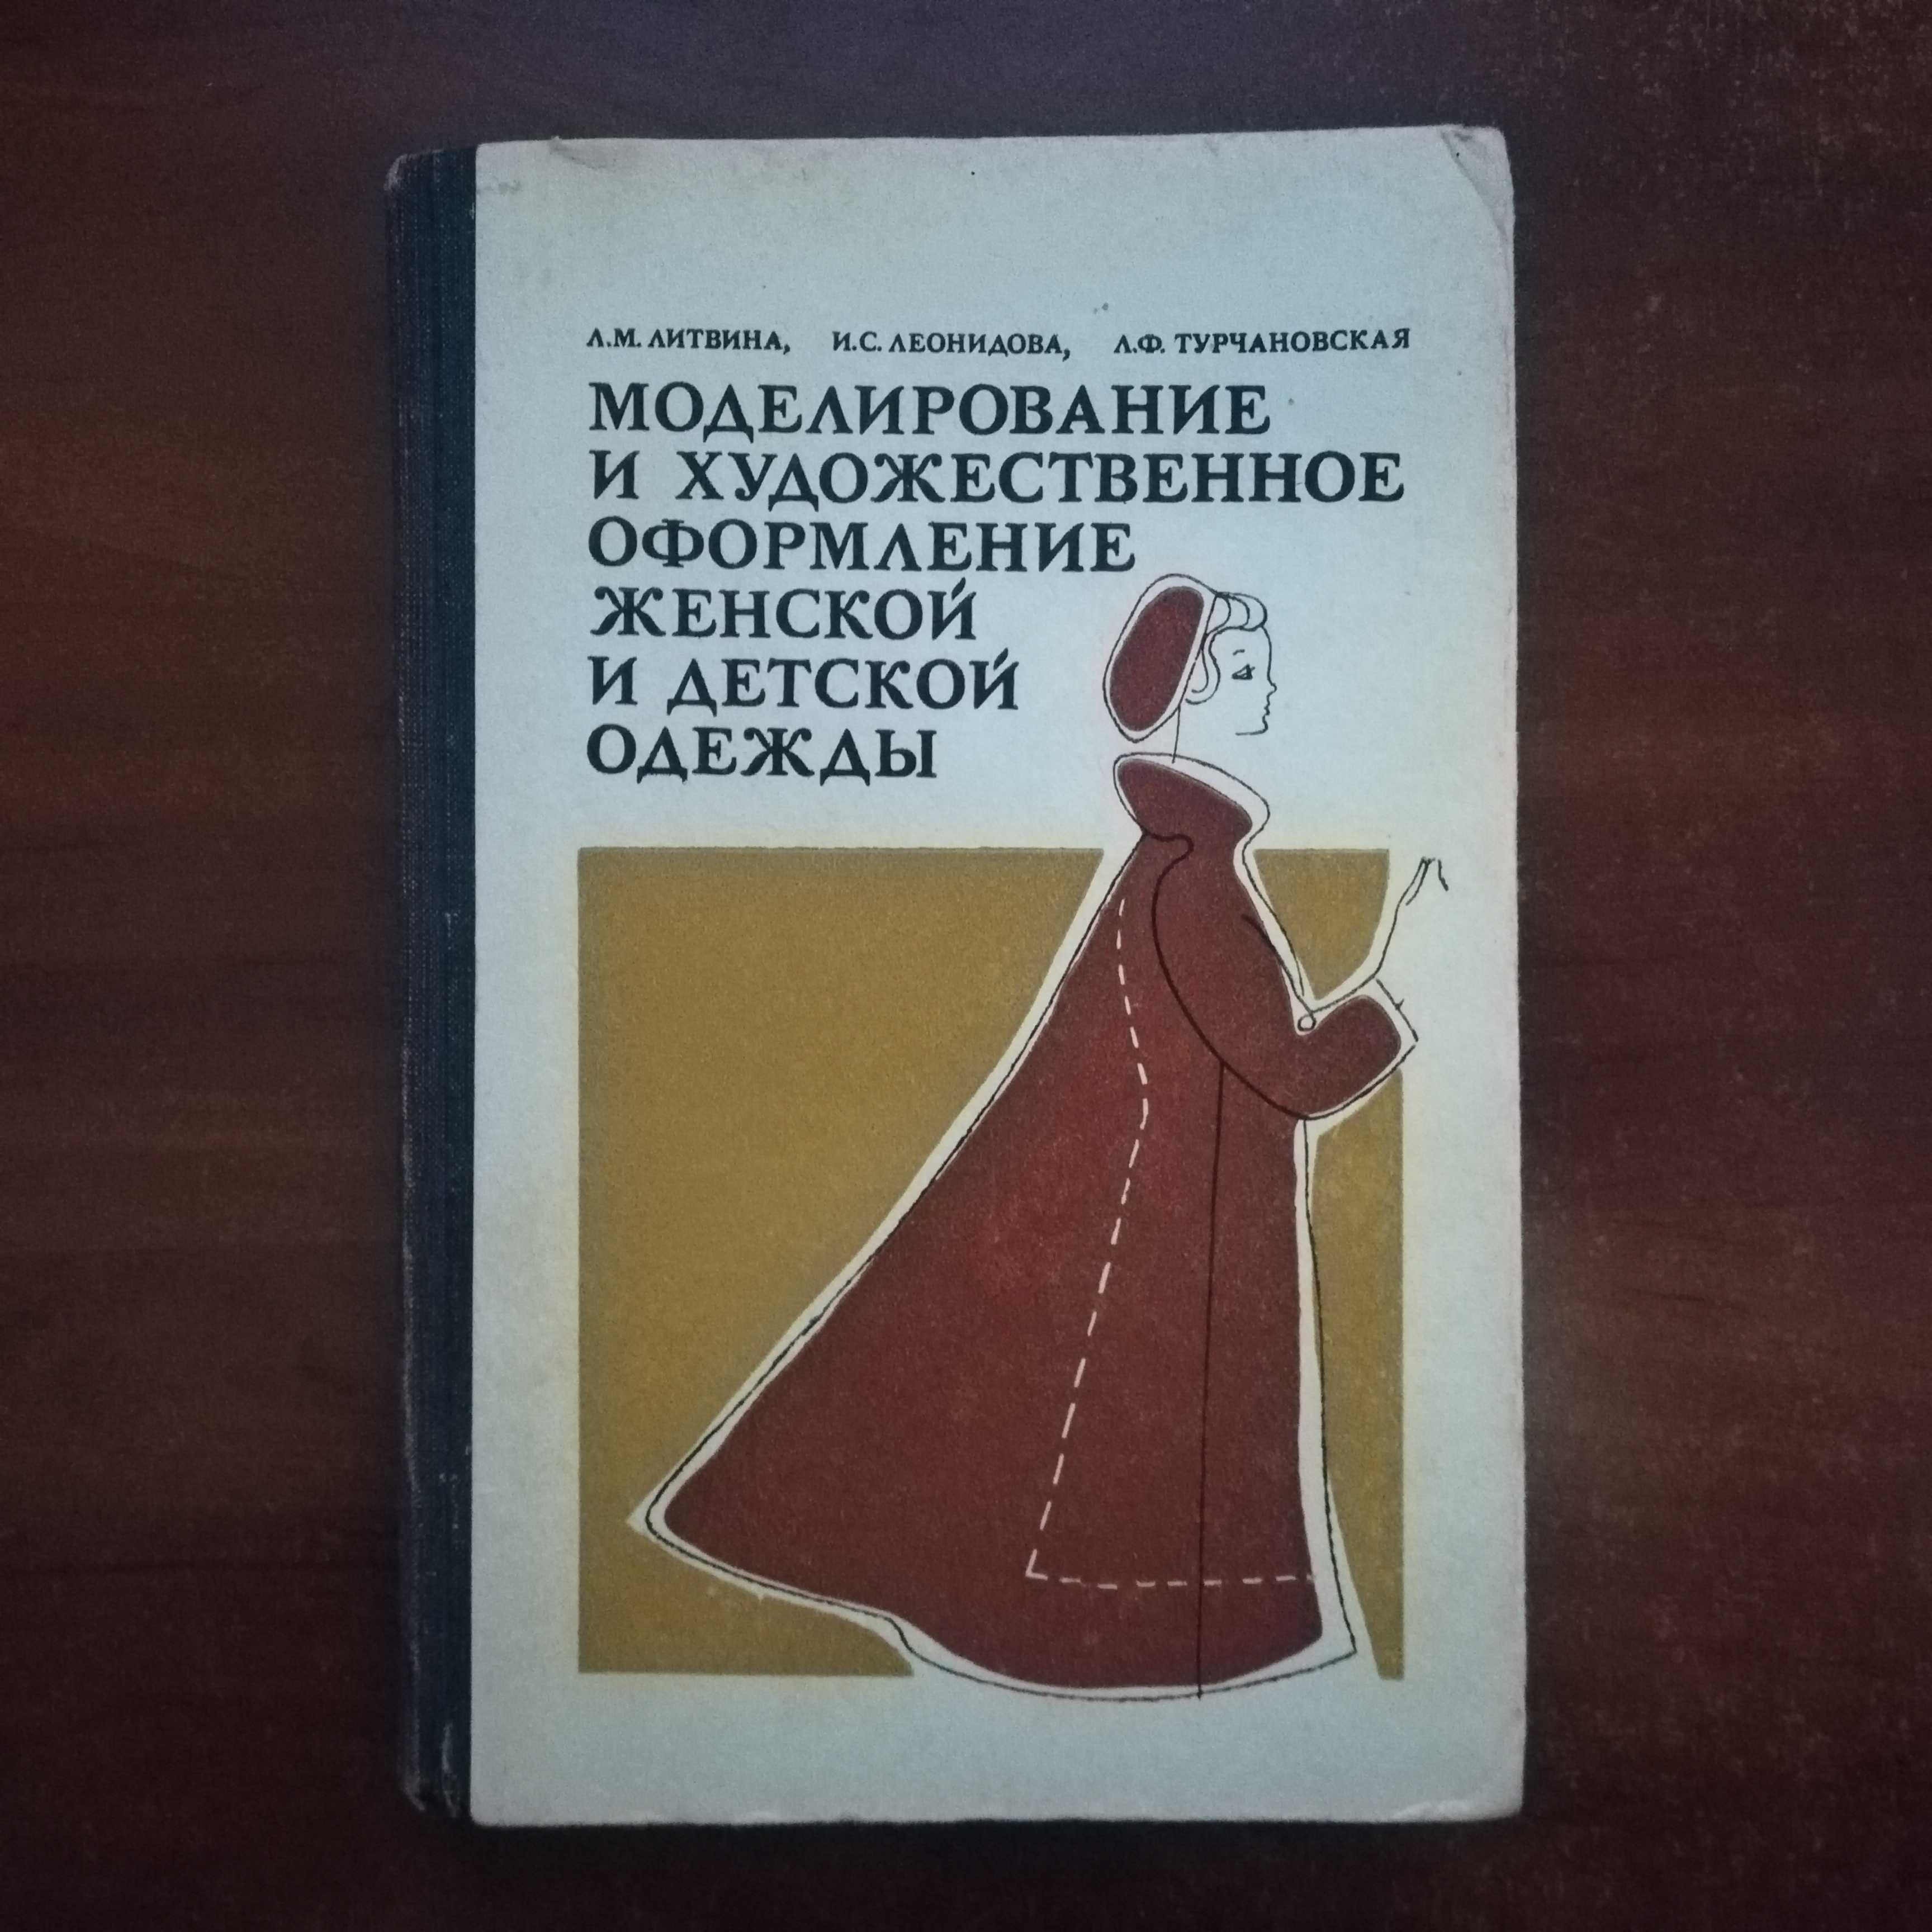 Л.М. ЛИТВИНА, И.С. ЛЕОНИДОВА, Л.Ф. ТУРЧАНОВСКАЯ
МОДЕЛИРОВАНИЕ
И ХУДОЖЕСТВЕННОЕ
ОФОРМЛЕНИЕ
ЖЕНСКОЙ
И ДЕТСКОЙ
ОДЕЖДЫ